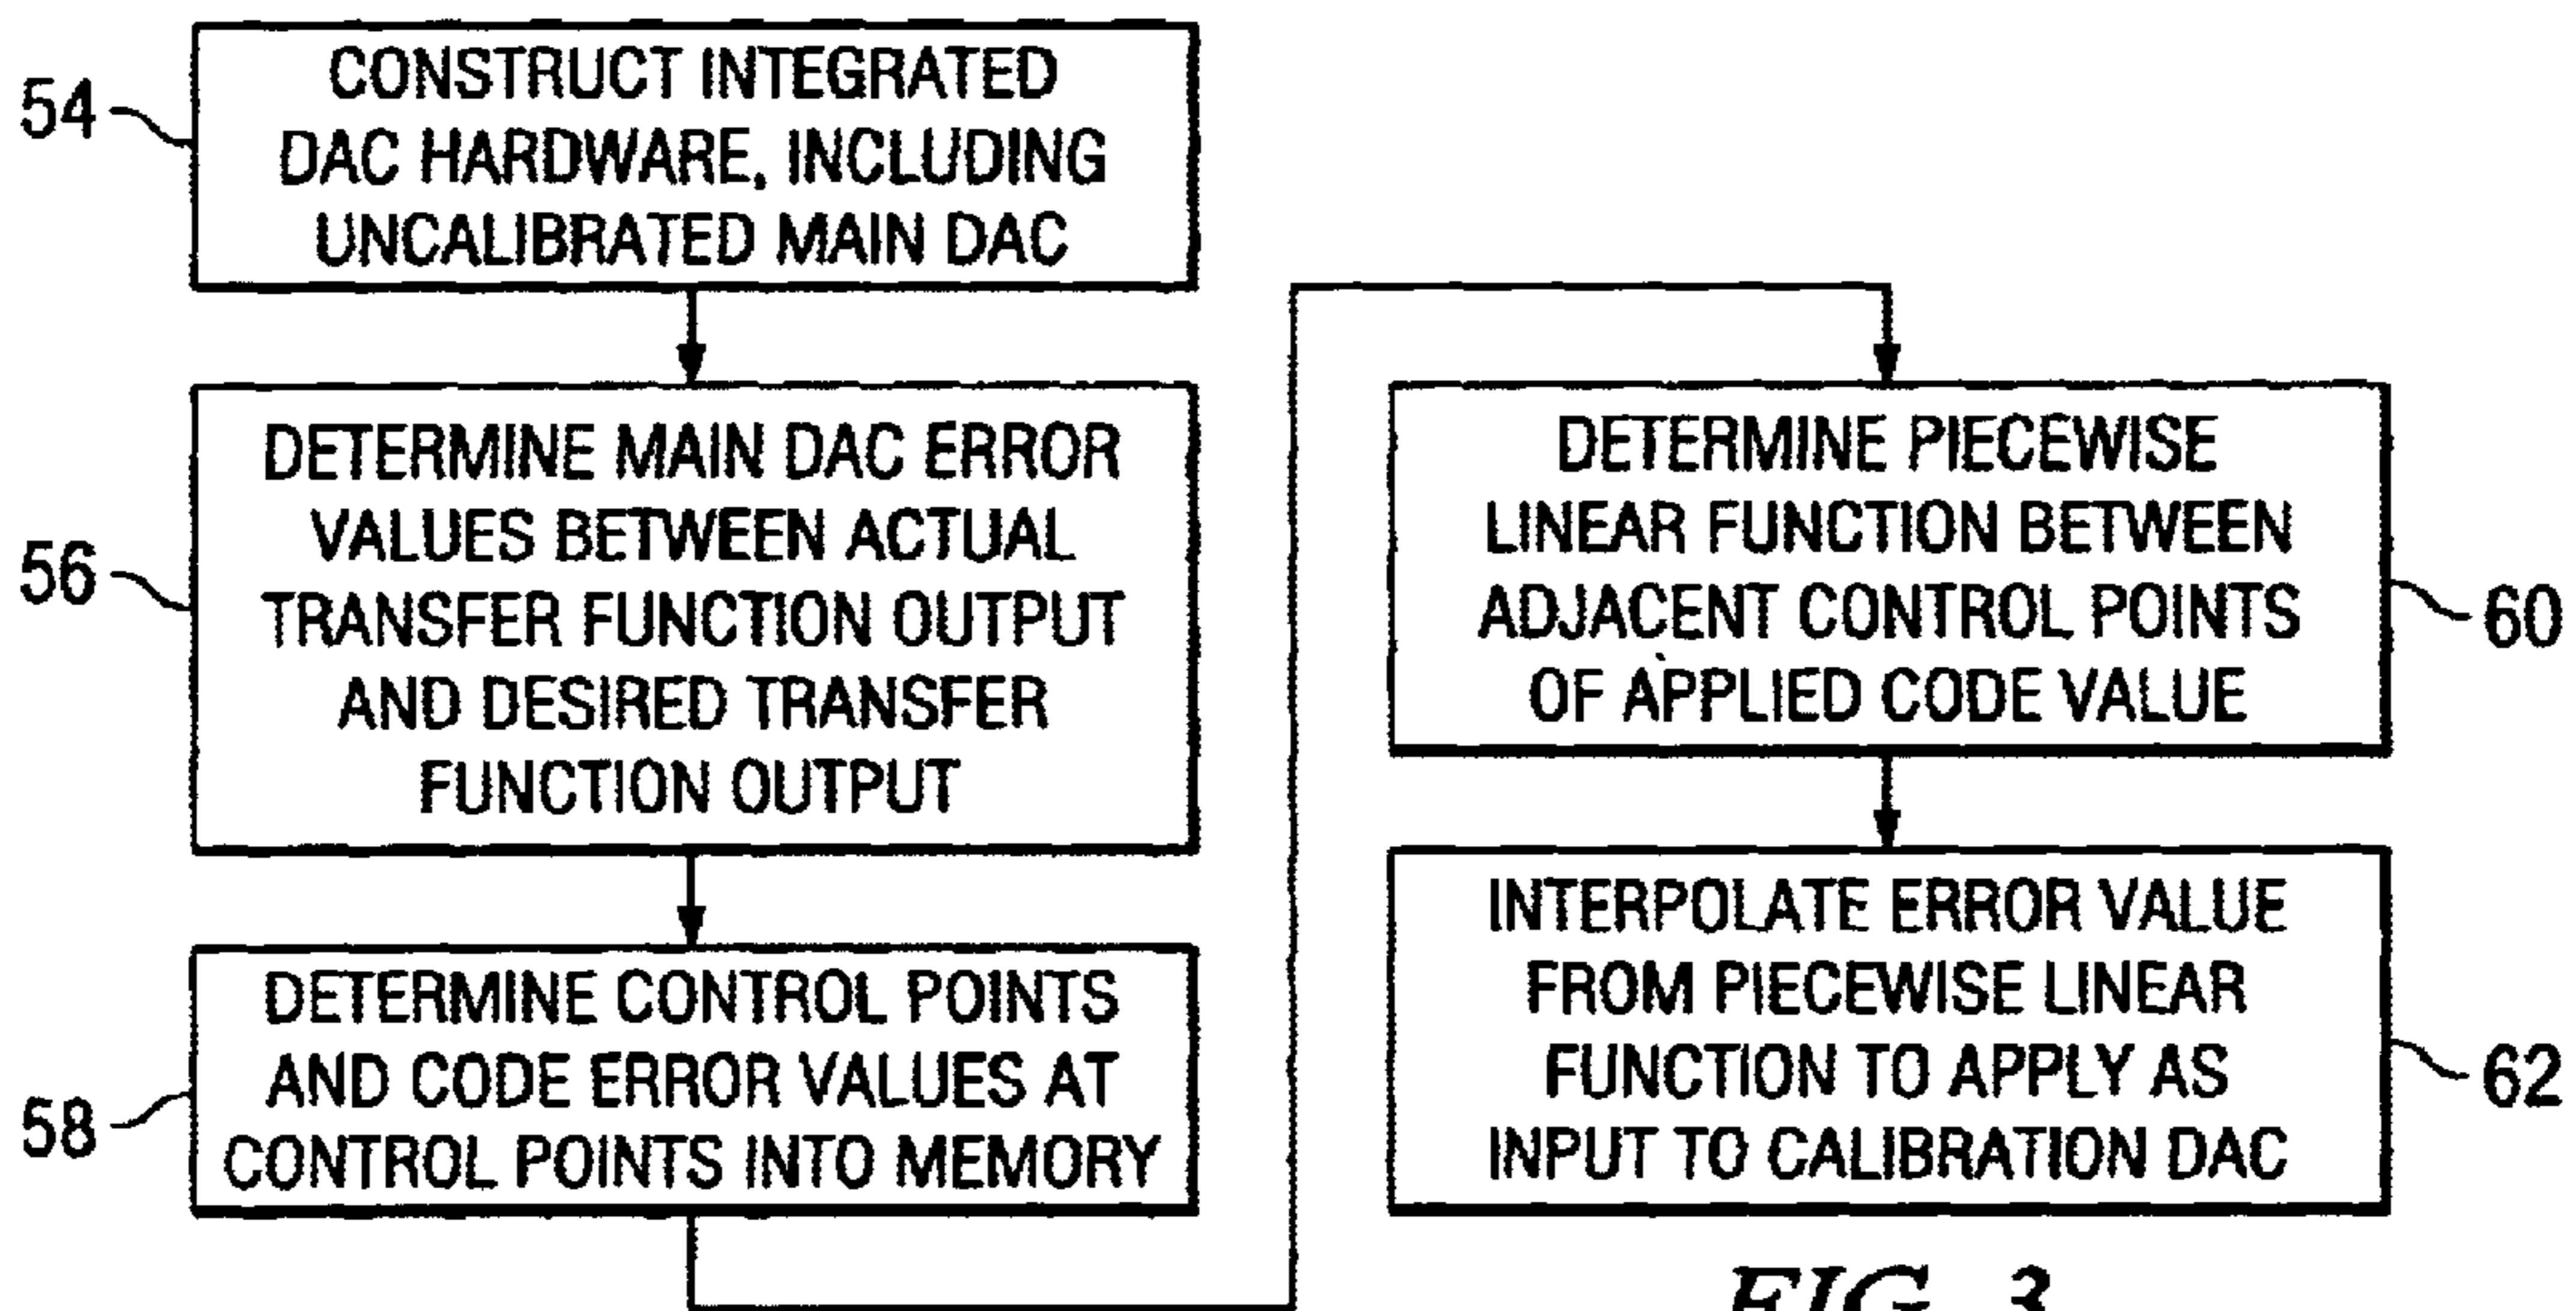 54
CONSTRUCT INTEGRATED
DAC HARDWARE, INCLUDING
UNCALIBRATED MAIN DAC
56
DETERMINE MAIN DAC ERROR
VALUES BETWEEN ACTUAL
TRANSFER FUNCTION OUTPUT
AND DESIRED TRANSFER
FUNCTION OUTPUT
58
DETERMINE CONTROL POINTS
AND CODE ERROR VALUES AT
CONTROL POINTS INTO MEMORY
DETERMINE PIECEWISE
LINEAR FUNCTION BETWEEN
ADJACENT CONTROL POINTS
OF APPLIED CODE VALUE
60
INTERPOLATE ERROR VALUE
FROM PIECEWISE LINEAR
FUNCTION TO APPLY AS
INPUT TO CALIBRATION DAC
62
FIG. 3